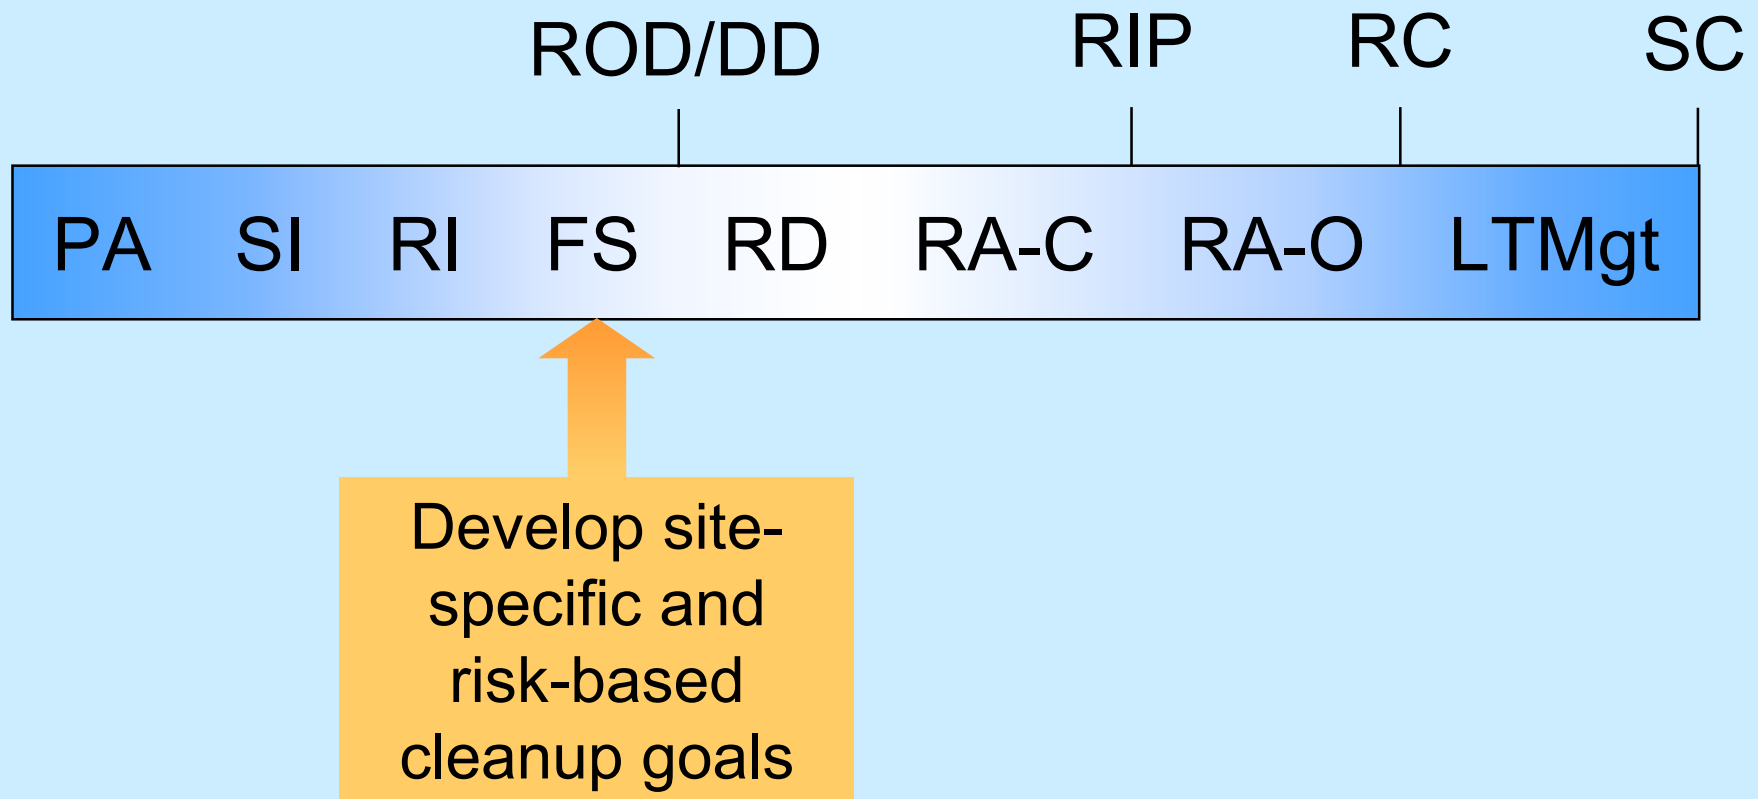 ROD/DD RIP RC SC
PA SI RI FS RD RA-C RA-O LTMgt
Develop site-
specific and
risk-based
cleanup goals